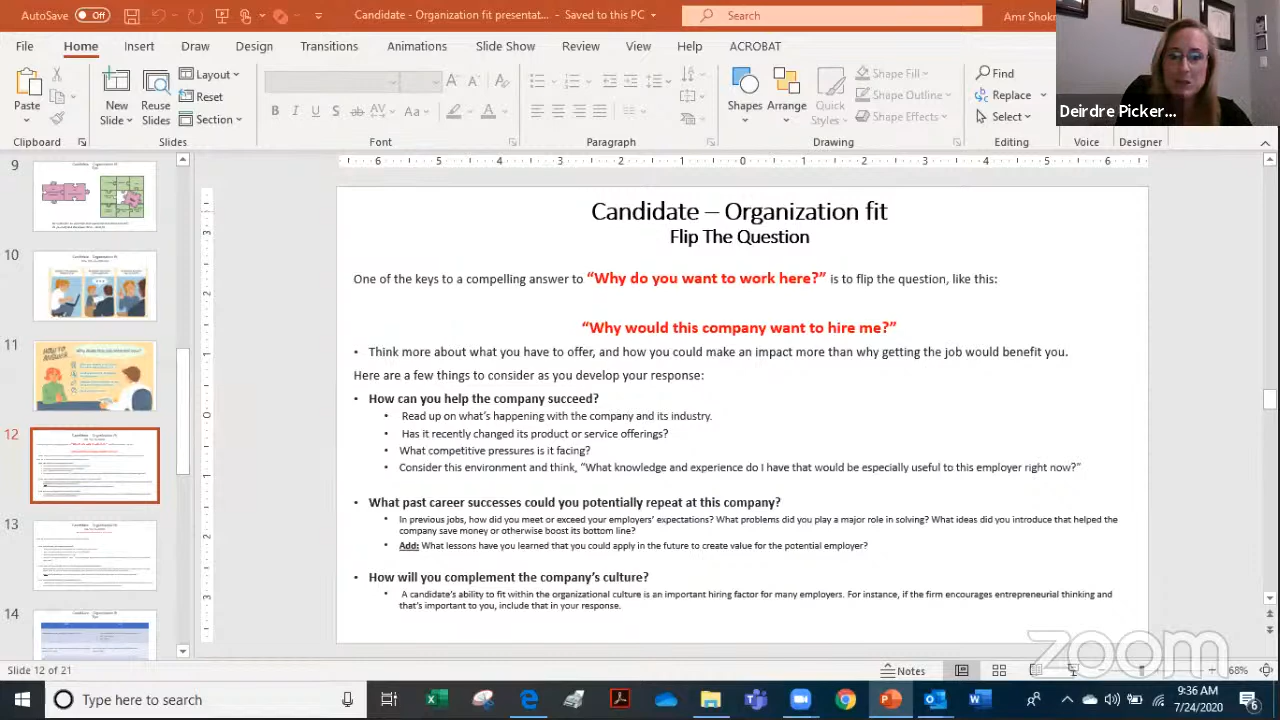 AutoSave Off Candidate - Organization fit presentat... - Saved to this PC Search Amr Shok
File Home Insert Draw Design Transitions Animations Slide Show Review View Help ACROBAT
Paste New Slide Reuse Slides Layout Reset Section Shapes Arrange Quick Styles Shape Fill Shape Outline Shape Effects Find Replace Select
Deirdre Picker...
Clipboard Slides Font Paragraph Drawing Editing Voice Designer
9
10
11
12
13
14
Candidate – Organization fit
Flip The Question
One of the keys to a compelling answer to “Why do you want to work here?” is to flip the question, like this:
“Why would this company want to hire me?”
• Think more about what you have to offer, and how you could make an impact more than why getting the job would benefit you.
Here are a few things to consider as you develop your response:
• How can you help the company succeed?
• Read up on what’s happening with the company and its industry.
• Has it recently changed its product or service offerings?
• What competitive pressures is it facing?
• Consider this environment and think, “What knowledge and experience do I have that would be especially useful to this employer right now?”
• What past career successes could you potentially repeat at this company?
• In previous jobs, how did you meet or exceed your employers’ expectations? What problems did you play a major role in solving? What ideas did you introduce that helped the
company save money or otherwise boost its bottom line?
• Add: What lessons have you learned that you could apply in the future to create value for the potential employer?
• How will you complement the company’s culture?
• A candidate’s ability to fit within the organizational culture is an important hiring factor for many employers. For instance, if the firm encourages entrepreneurial thinking and
that’s important to you, include that in your response.
zoom
Slide 12 of 21 Notes 68%
Type here to search
9:36 AM
7/24/2020
6